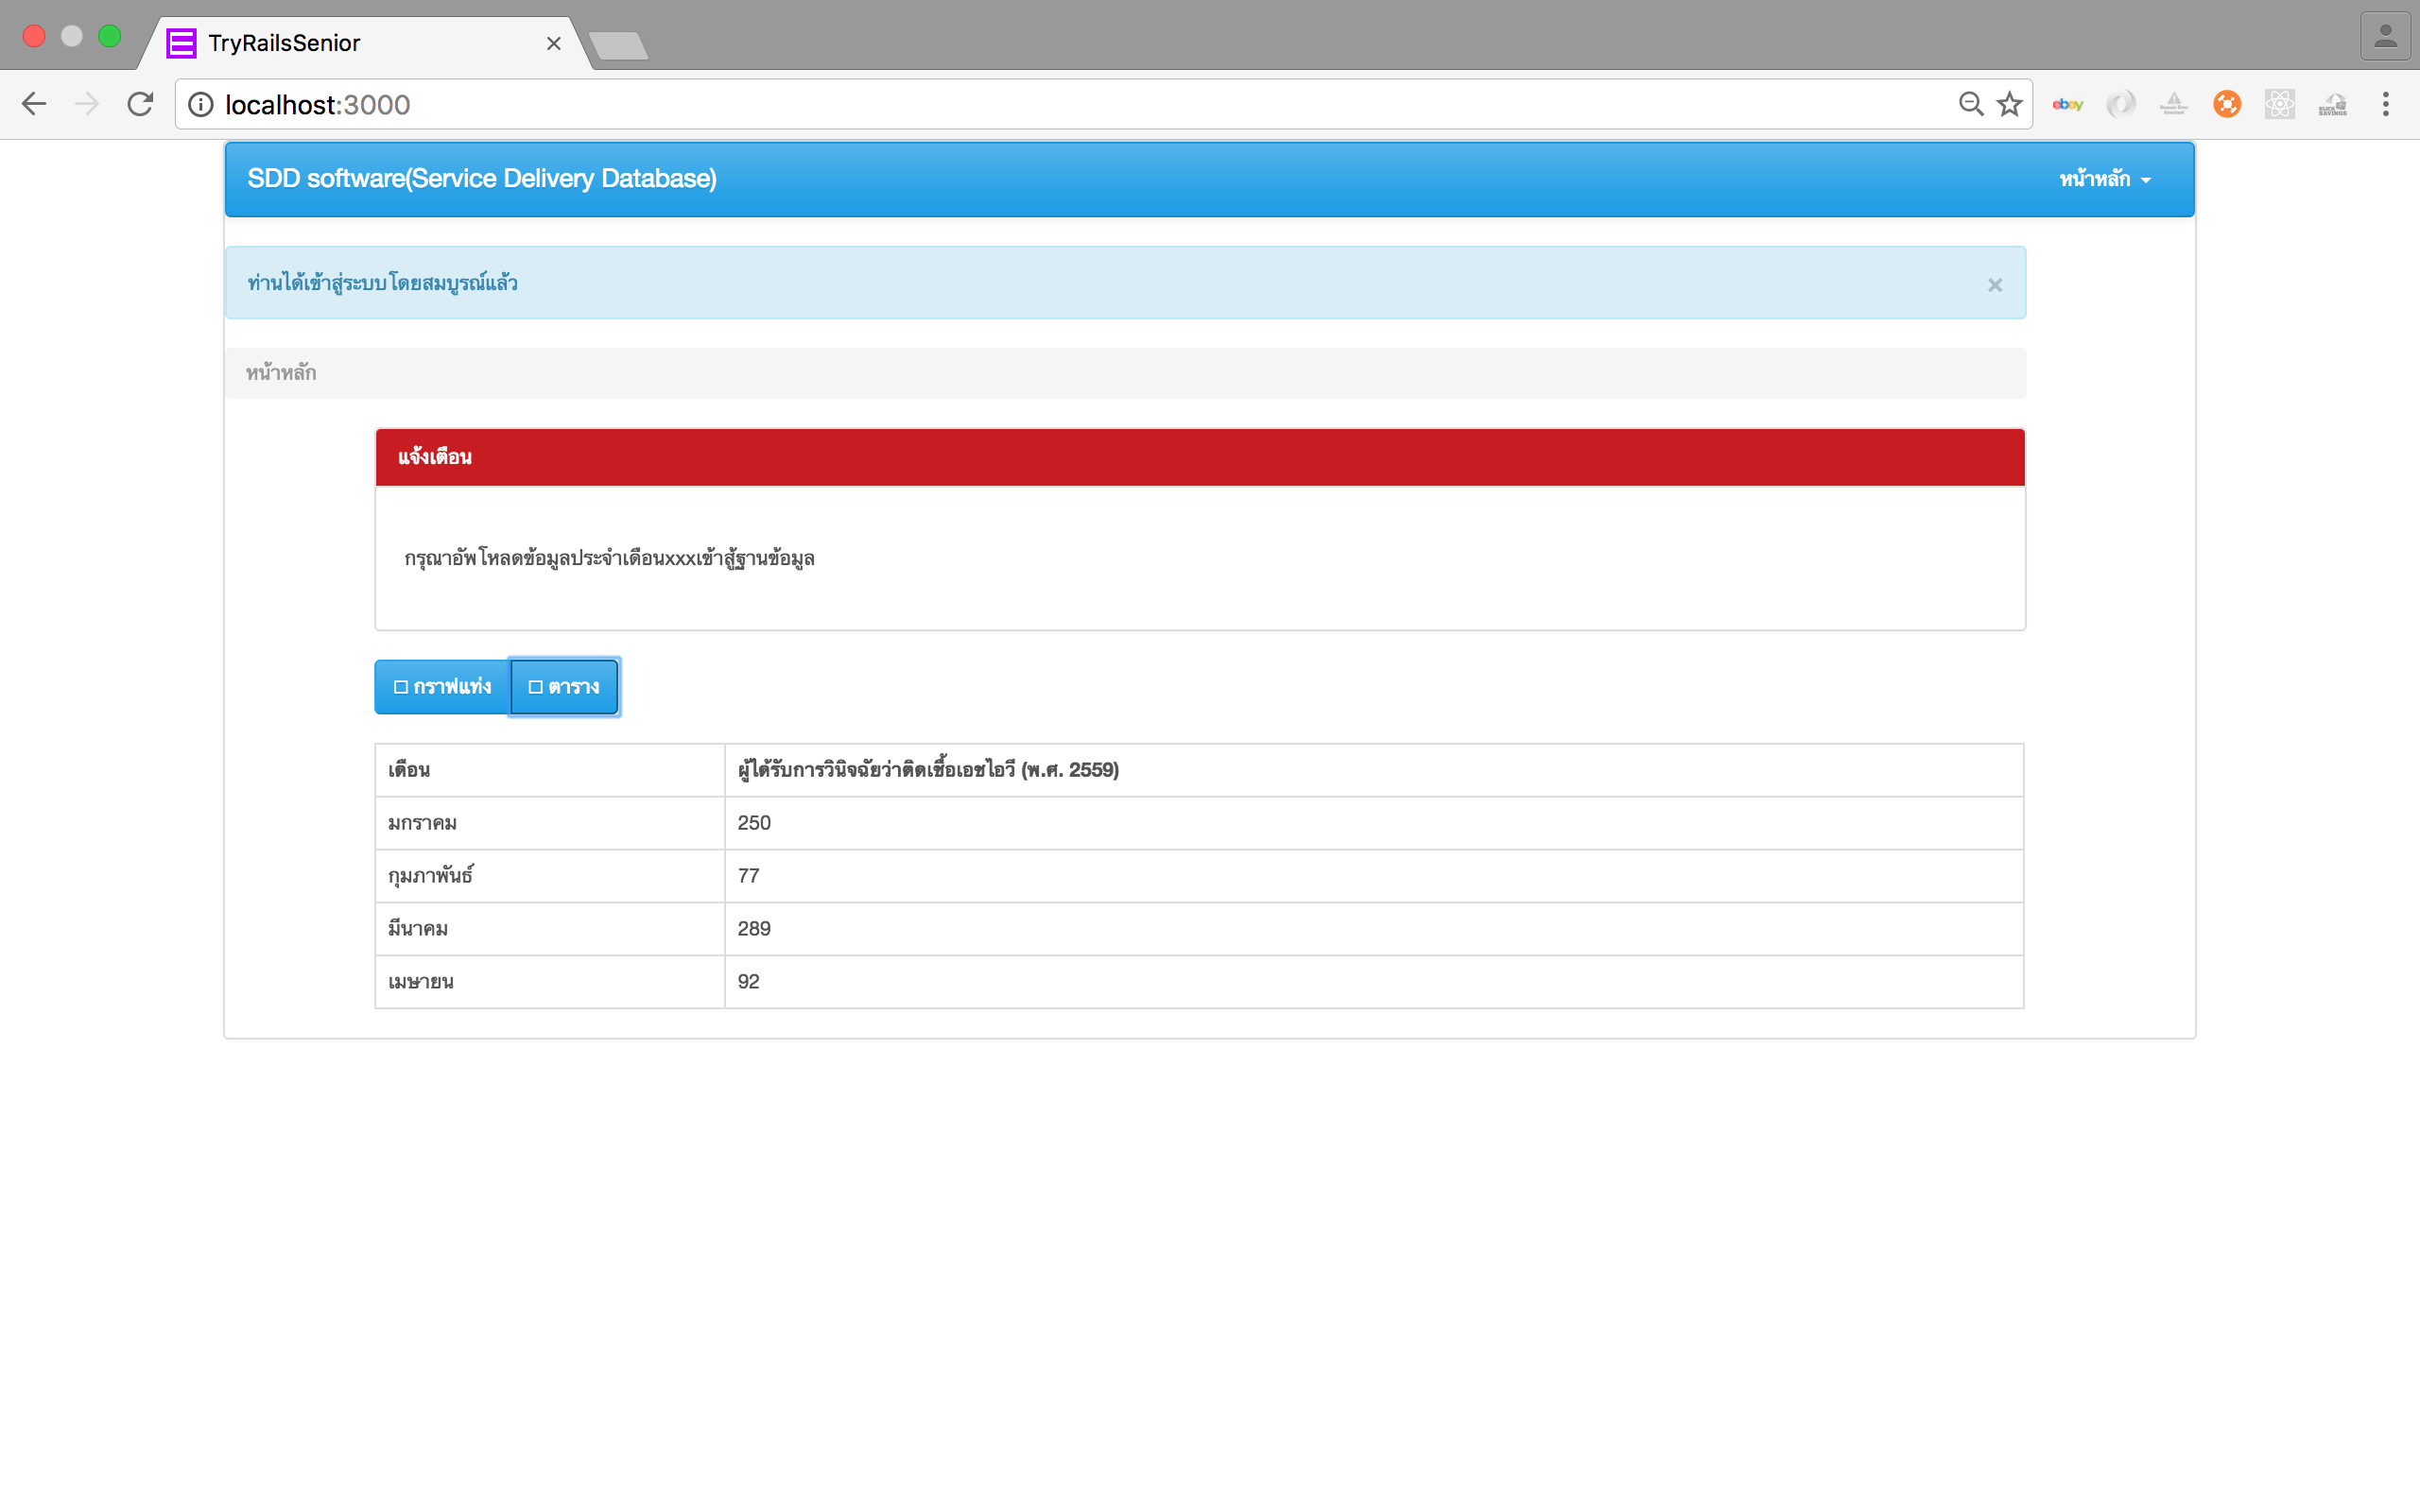 TryRailsSenior
localhost:3000
ebay
SDD software(Service Delivery Database)
หน้าหลัก
ท่านได้เข้าสู่ระบบโดยสมบูรณ์แล้ว
×
หน้าหลัก
แจ้งเตือน
กรุณาอัพโหลดข้อมูลประจำเดือนxxxเข้าสู้ฐานข้อมูล
กราฟแท่ง ตาราง
เดือน ผู้ได้รับการวินิจฉัยว่าติดเชื้อเอชไอวี (พ.ศ. 2559)
มกราคม 250
กุมภาพันธ์ 77
มีนาคม 289
เมษายน 92